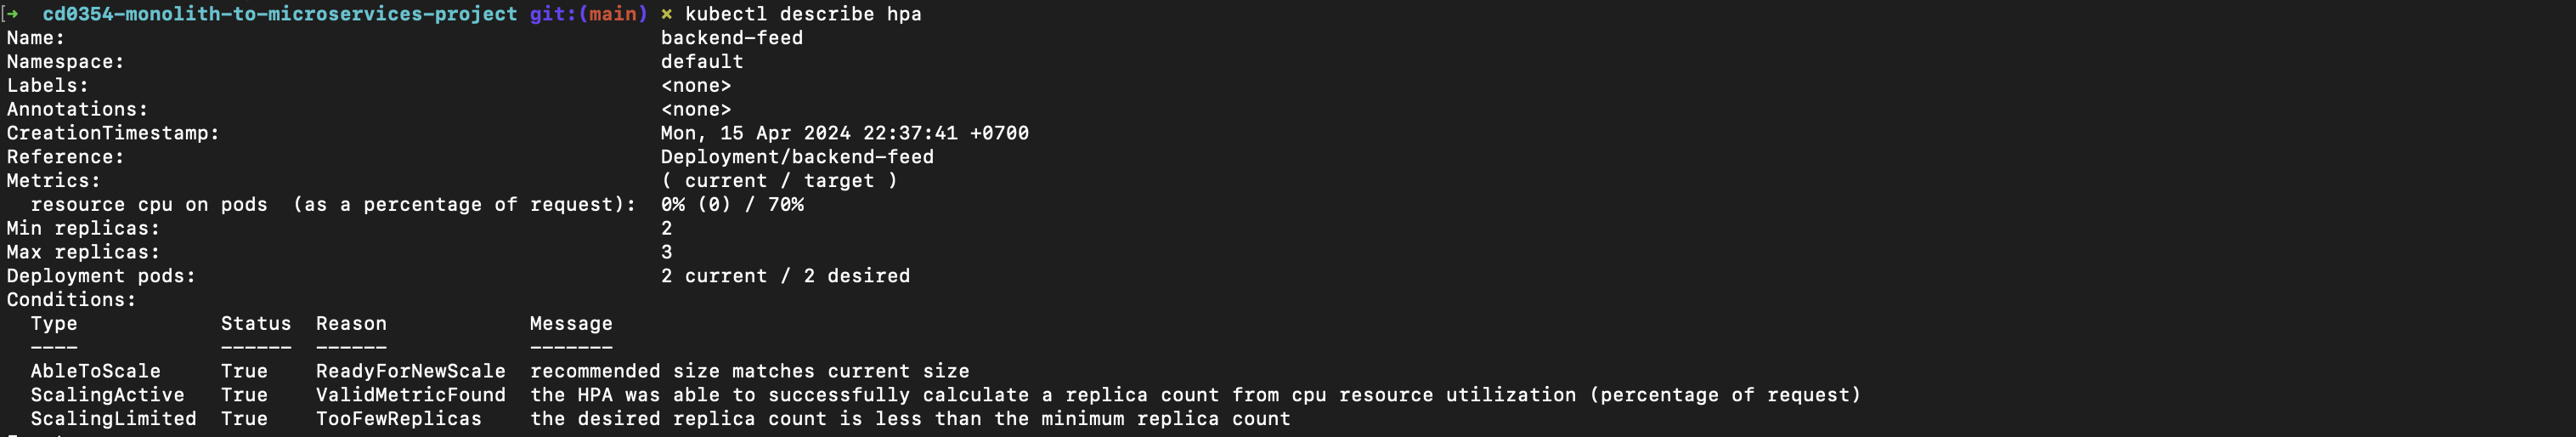 [➜  cd0354-monolith-to-microservices-project git:(main) ✗ kubectl describe hpa
Name:                                                  backend-feed
Namespace:                                             default
Labels:                                                <none>
Annotations:                                           <none>
CreationTimestamp:                                     Mon, 15 Apr 2024 22:37:41 +0700
Reference:                                             Deployment/backend-feed
Metrics:                                               ( current / target )
  resource cpu on pods  (as a percentage of request):  0% (0) / 70%
Min replicas:                                          2
Max replicas:                                          3
Deployment pods:                                       2 current / 2 desired
Conditions:
  Type            Status  Reason            Message
  ----            ------  ------            -------
  AbleToScale     True    ReadyForNewScale  recommended size matches current size
  ScalingActive   True    ValidMetricFound  the HPA was able to successfully calculate a replica count from cpu resource utilization (percentage of request)
  ScalingLimited  True    TooFewReplicas    the desired replica count is less than the minimum replica count